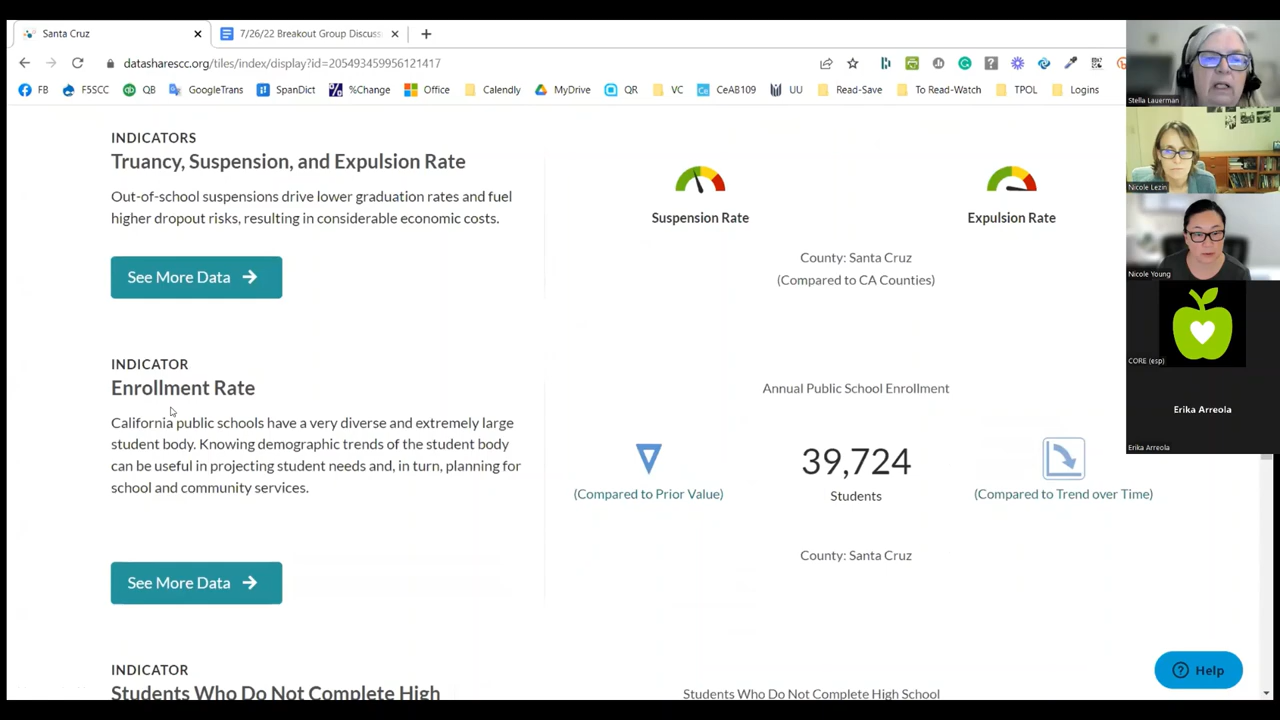 Santa Cruz
7/26/22 Breakout Group Discuss
datasharescc.org/tiles/index/display?id=205493459956121417
FB
F5SCC
QB
GoogleTrans
SpanDict
%Change
Office
Calendly
MyDrive
QR
VC
CeAB109
UU
Read-Save
To Read-Watch
TPOL
Logins
INDICATORS
Truancy, Suspension, and Expulsion Rate
Out-of-school suspensions drive lower graduation rates and fuel
higher dropout risks, resulting in considerable economic costs.
See More Data
Suspension Rate
Expulsion Rate
County: Santa Cruz
(Compared to CA Counties)
INDICATOR
Enrollment Rate
California public schools have a very diverse and extremely large
student body. Knowing demographic trends of the student body
can be useful in projecting student needs and, in turn, planning for
school and community services.
See More Data
Annual Public School Enrollment
39,724
Students
(Compared to Prior Value)
(Compared to Trend over Time)
County: Santa Cruz
INDICATOR
Students Who Do Not Complete High
Students Who Do Not Complete High School
Help
Stella Lauerman
Nicole Lezin
Nicole Young
CORE (esp)
Erika Arreola
Erika Arreola